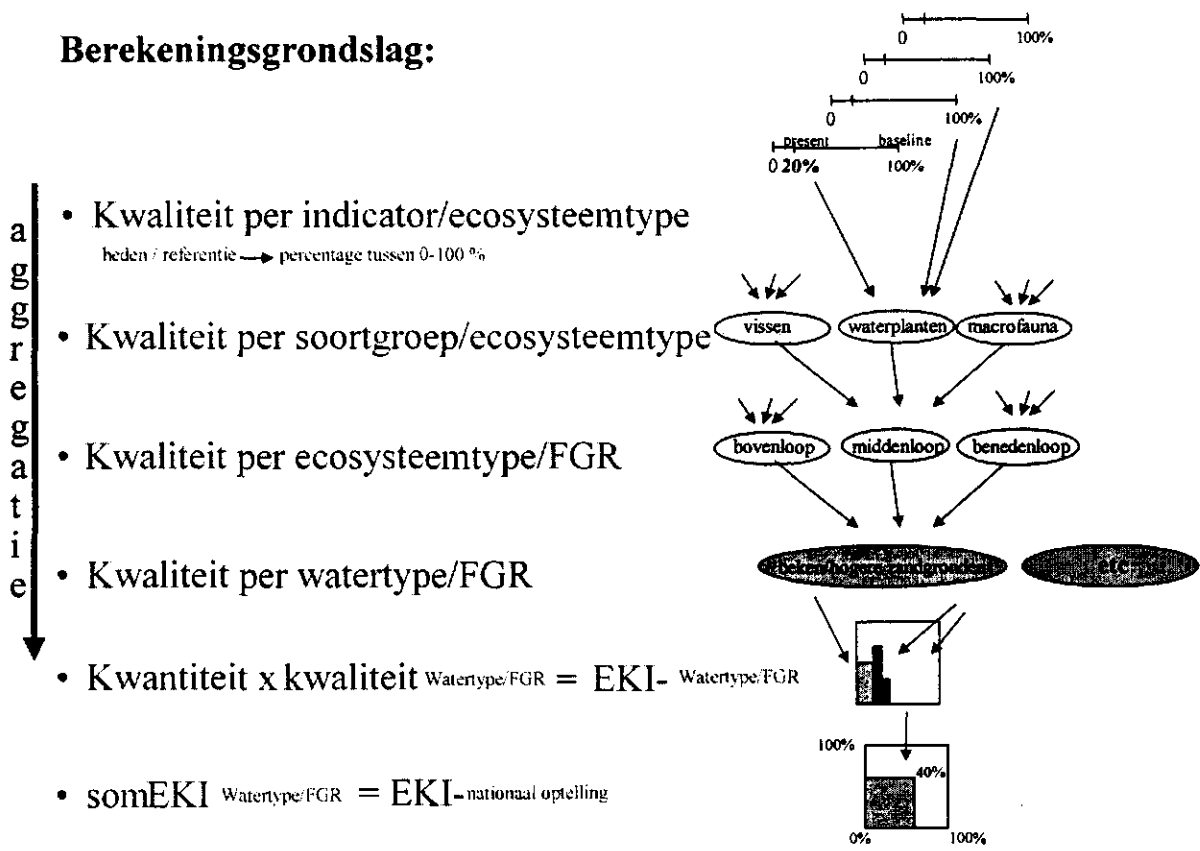 Berekeningsgrondslag:
0 100%
0 100%
0 100%
present baseline
0 20% 100%
aggregatie
• Kwaliteit per indicator/ecosysteemtype
heden / referentie → percentage tussen 0-100 %
• Kwaliteit per soortgroep/ecosysteemtype
vissen waterplanten macrofauna
• Kwaliteit per ecosysteemtype/FGR
bovenloop middenloop benedenloop
• Kwaliteit per watertype/FGR
etc
• Kwantiteit x kwaliteit Watertype/FGR = EKI- Watertype/FGR
100%
40%
• somEKI Watertype/FGR = EKI-nationaal optelling
0% 100%